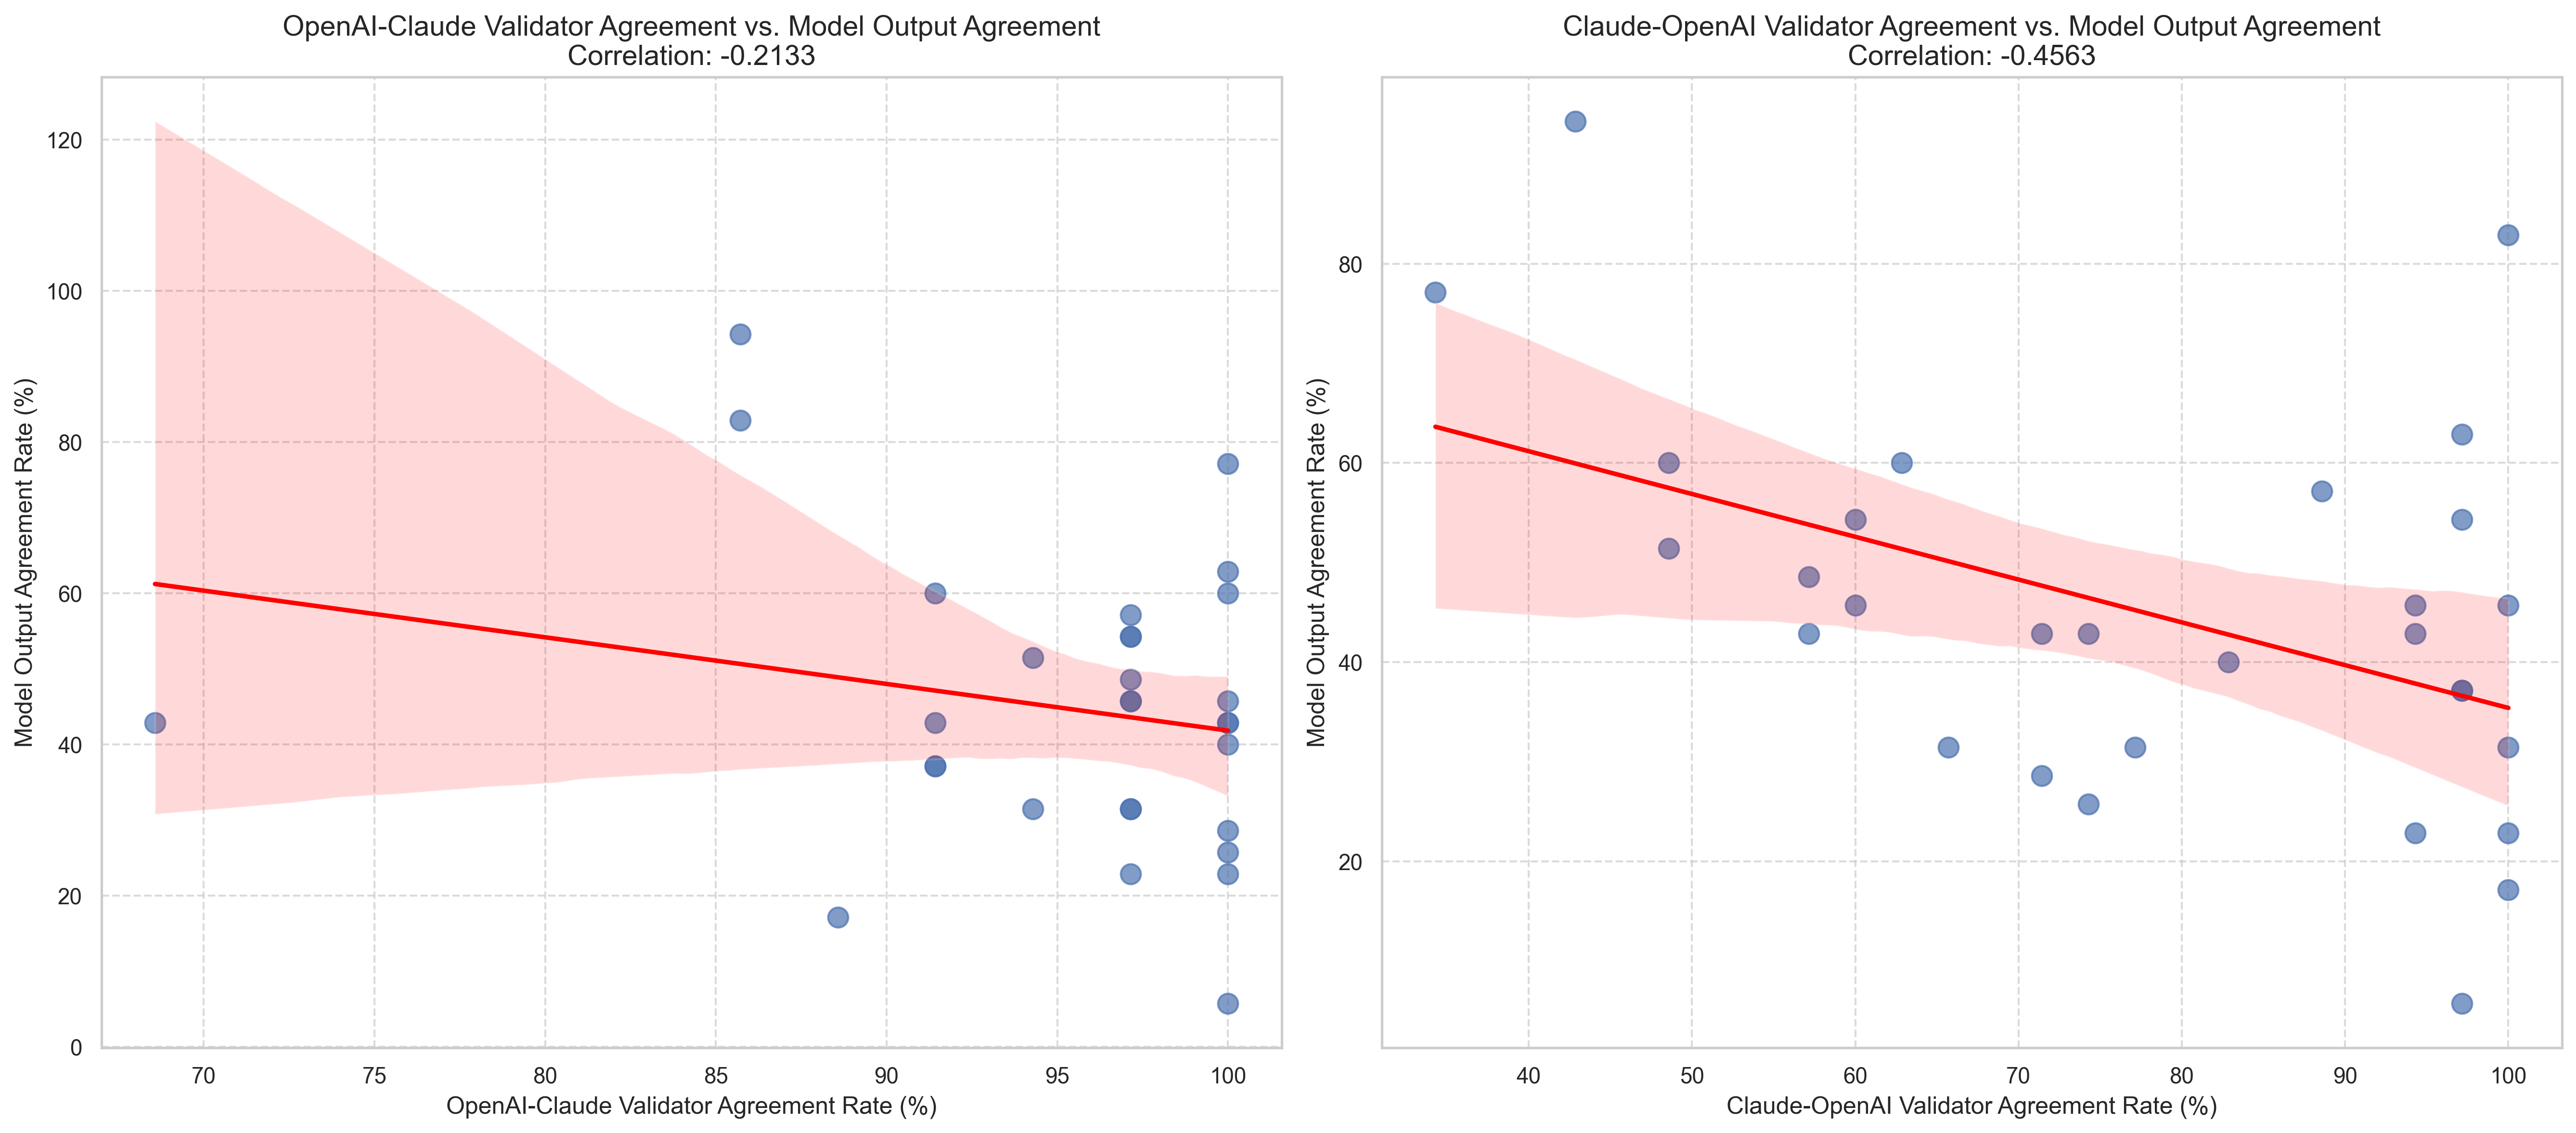 OpenAI-Claude Validator Agreement vs. Model Output Agreement
Correlation: -0.2133
Model Output Agreement Rate (%)
120
100
80
60
40
20
0
70 75 80 85 90 95 100
OpenAI-Claude Validator Agreement Rate (%)
Claude-OpenAI Validator Agreement vs. Model Output Agreement
Correlation: -0.4563
Model Output Agreement Rate (%)
80
60
40
20
40 50 60 70 80 90 100
Claude-OpenAI Validator Agreement Rate (%)